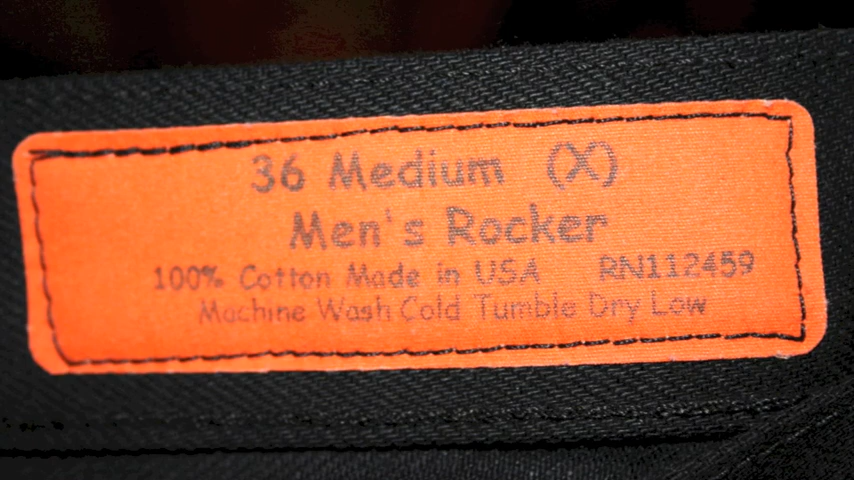 36 Medium (X)
Men's Rocker
100% Cotton Made in USA RN112459
Machine Wash Cold Tumble Dry Low